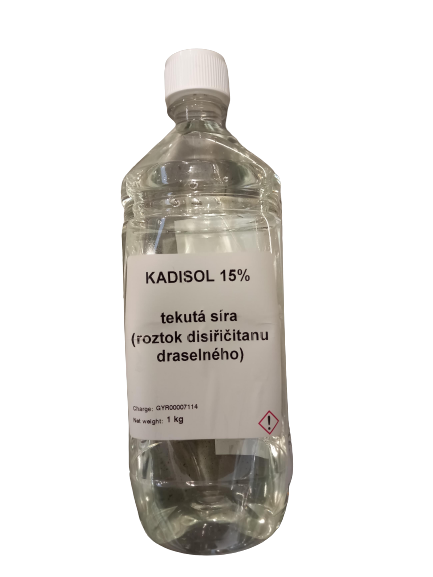 KADISOL 15%
tekutá síra
(roztok disiřičitanu
draselného)
Charge: GYR00007114
Net weight: 1 kg